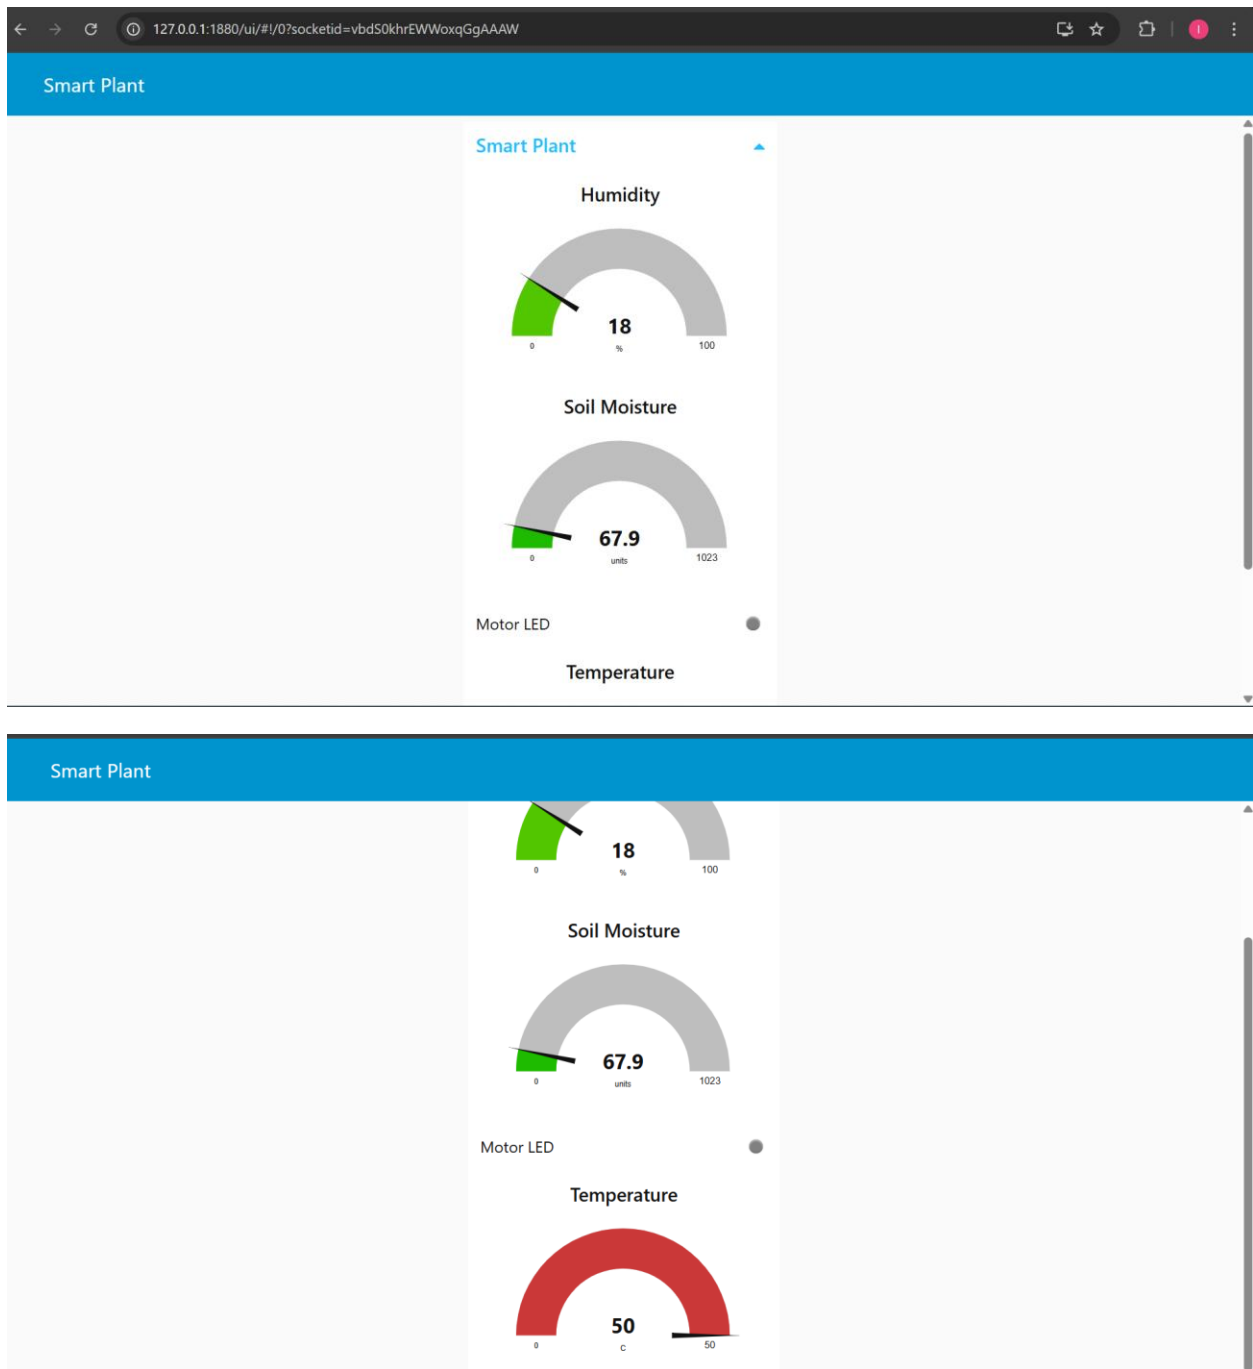 127.0.0.1:1880/ui/#!/0?socketid=vbdS0khrEWWoxqGgAAAW
I
Smart Plant
Smart Plant
Humidity
18
0 % 100
Soil Moisture
67.9
0 units 1023
Motor LED
Temperature
Smart Plant
18
0 % 100
Soil Moisture
67.9
0 units 1023
Motor LED
Temperature
50
0 C 50